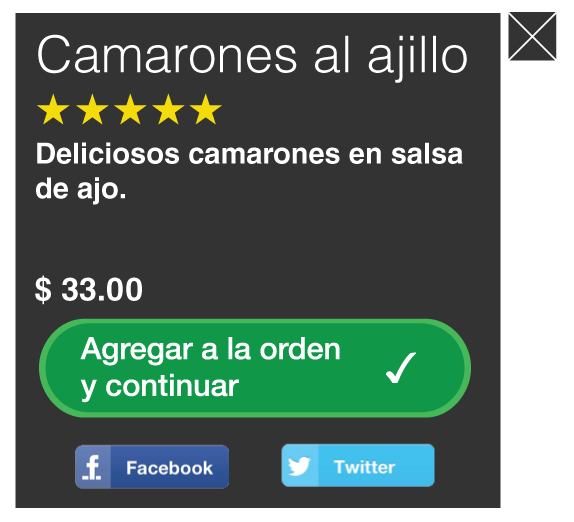 Camarones al ajillo
Deliciosos camarones en salsa
de ajo.
$ 33.00
Agregar a la orden
y continuar
Facebook
Twitter